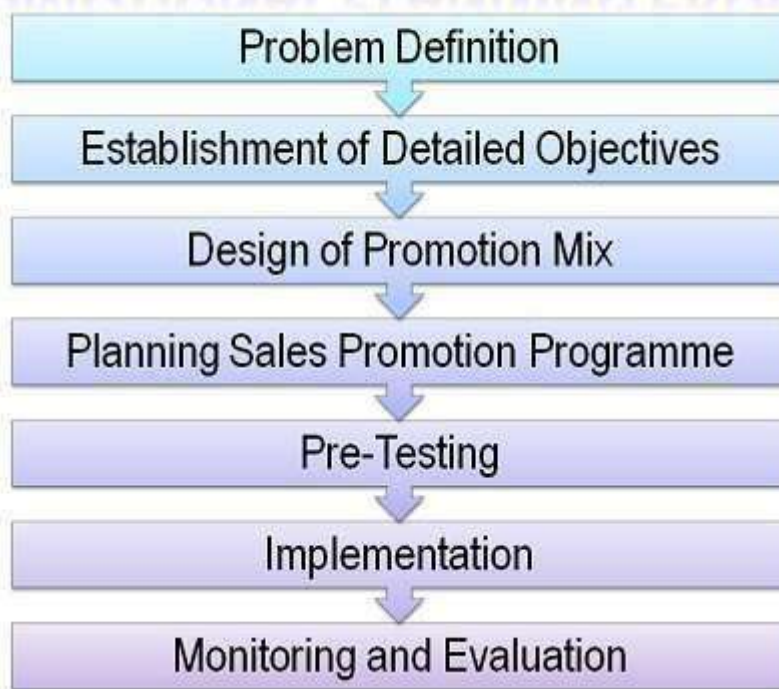 Problem Definition
Establishment of Detailed Objectives
Design of Promotion Mix
Planning Sales Promotion Programme
Pre-Testing
Implementation
Monitoring and Evaluation